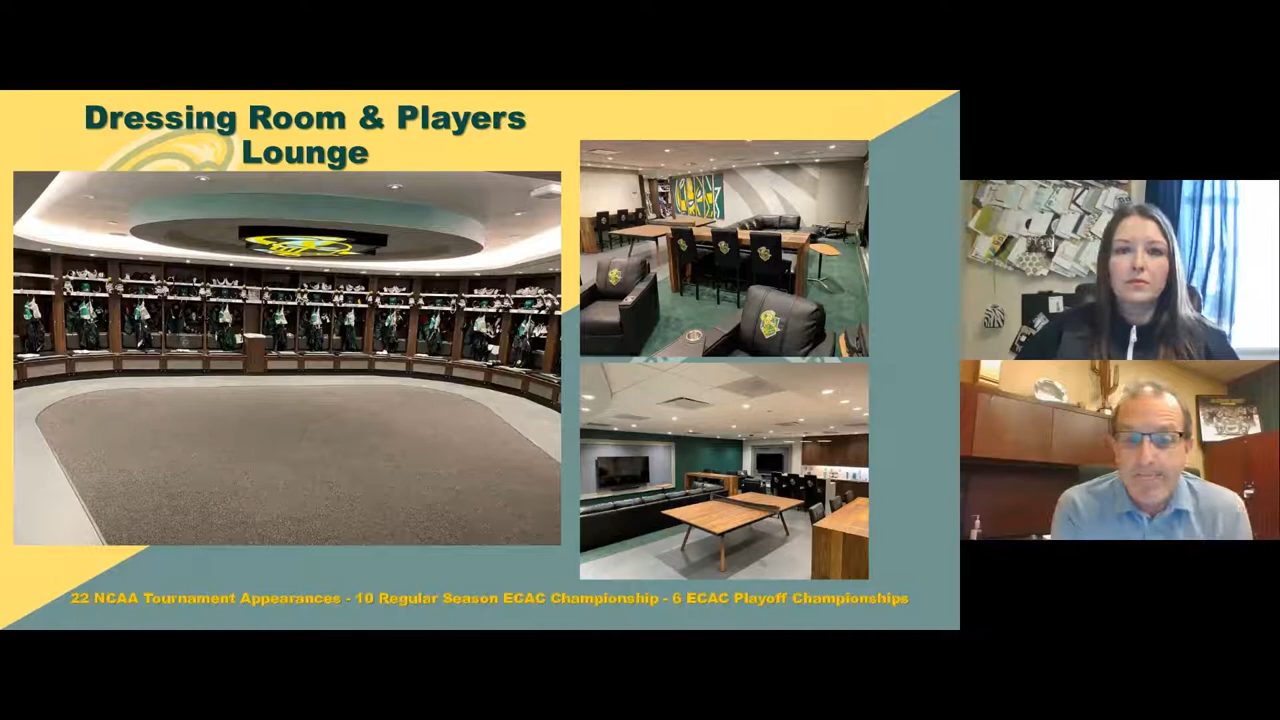 Dressing Room & Players
Lounge
22 NCAA Tournament Appearances - 10 Regular Season ECAC Championship - 6 ECAC Playoff Championships